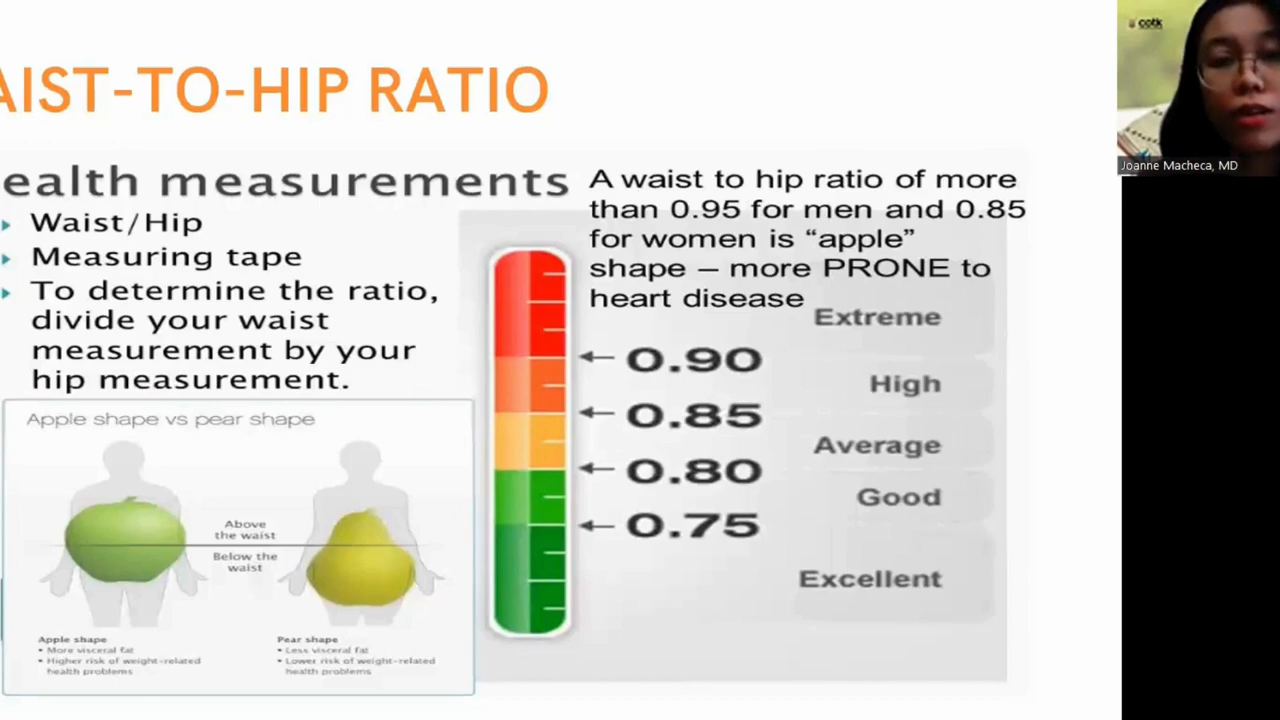 AIST-TO-HIP RATIO
ealth measurements
Waist/Hip
Measuring tape
To determine the ratio,
divide your waist
measurement by your
hip measurement.
A waist to hip ratio of more
than 0.95 for men and 0.85
for women is “apple”
shape – more PRONE to
heart disease
Extreme
0.90
High
0.85
Average
0.80
Good
0.75
Excellent
Apple shape vs pear shape
Above
the waist
Below the
waist
Apple shape
• More visceral fat
• Higher risk of weight-related
health problems
Pear shape
• Less visceral fat
• Lower risk of weight-related
health problems
cotk
Joanne Macheca, MD